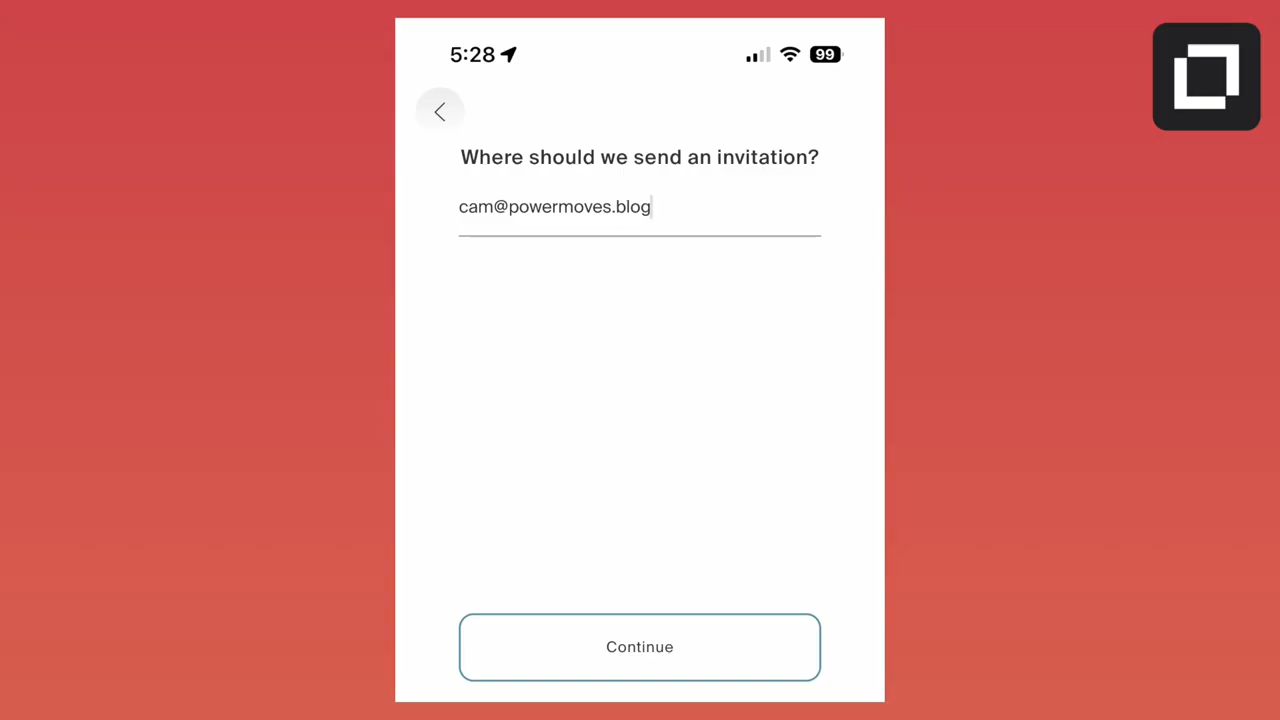 5:28
99
Where should we send an invitation?
cam@powermoves.blog
Continue